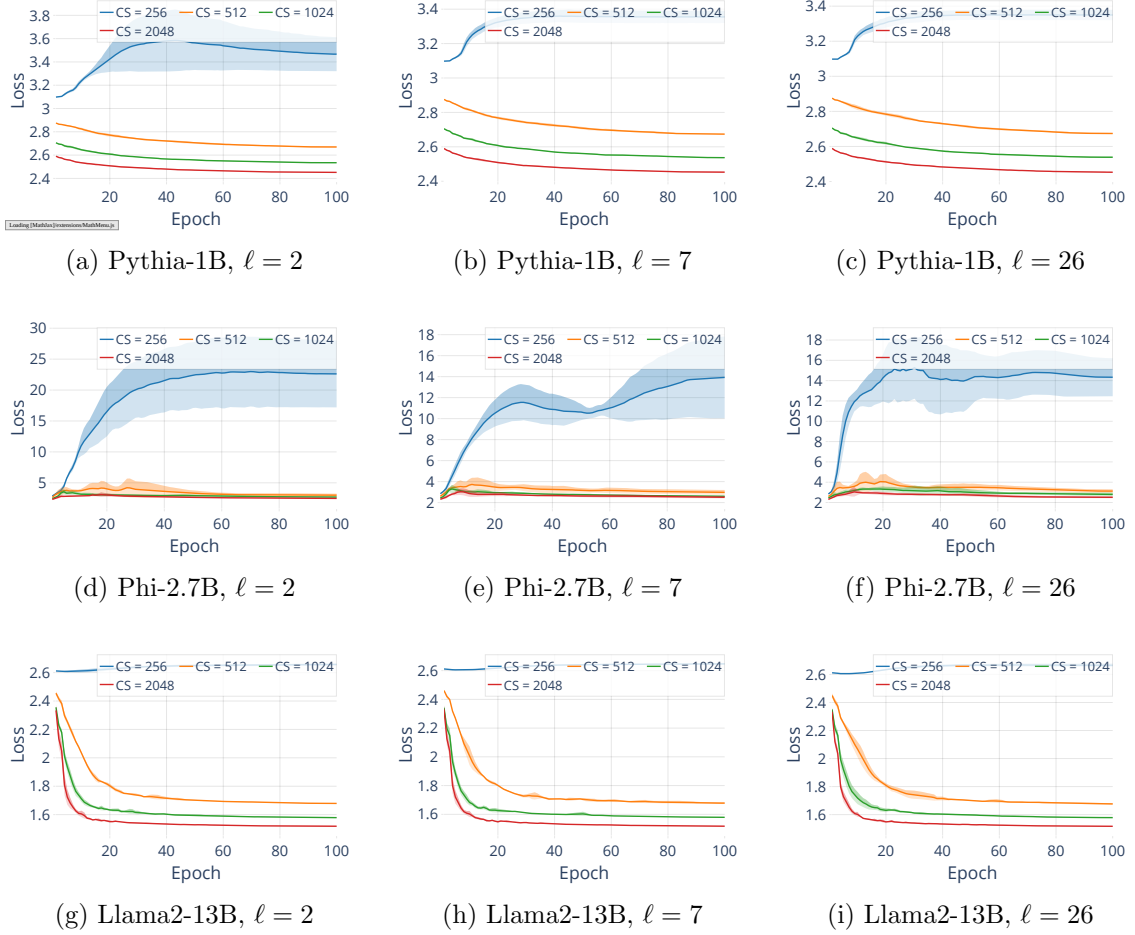 CS = 256 CS = 512 CS = 1024
CS = 2048
3.8
3.6
3.4
3.2
3
2.8
2.6
2.4
Loss
20 40 60 80 100
Epoch
Loading [MathJax]/extensions/MathMenu.js
(a) Pythia-1B, ℓ = 2
CS = 256 CS = 512 CS = 1024
CS = 2048
3.4
3.2
3
2.8
2.6
2.4
Loss
20 40 60 80 100
Epoch
(b) Pythia-1B, ℓ = 7
CS = 256 CS = 512 CS = 1024
CS = 2048
3.4
3.2
3
2.8
2.6
2.4
Loss
20 40 60 80 100
Epoch
(c) Pythia-1B, ℓ = 26
CS = 256 CS = 512 CS = 1024
CS = 2048
30
25
20
15
10
5
Loss
20 40 60 80 100
Epoch
(d) Phi-2.7B, ℓ = 2
CS = 256 CS = 512 CS = 1024
CS = 2048
18
16
14
12
10
8
6
4
2
Loss
20 40 60 80 100
Epoch
(e) Phi-2.7B, ℓ = 7
CS = 256 CS = 512 CS = 1024
CS = 2048
18
16
14
12
10
8
6
4
2
Loss
20 40 60 80 100
Epoch
(f) Phi-2.7B, ℓ = 26
CS = 256 CS = 512 CS = 1024
CS = 2048
2.6
2.4
2.2
2
1.8
1.6
Loss
20 40 60 80 100
Epoch
(g) Llama2-13B, ℓ = 2
CS = 256 CS = 512 CS = 1024
CS = 2048
2.6
2.4
2.2
2
1.8
1.6
Loss
20 40 60 80 100
Epoch
(h) Llama2-13B, ℓ = 7
CS = 256 CS = 512 CS = 1024
CS = 2048
2.6
2.4
2.2
2
1.8
1.6
Loss
20 40 60 80 100
Epoch
(i) Llama2-13B, ℓ = 26